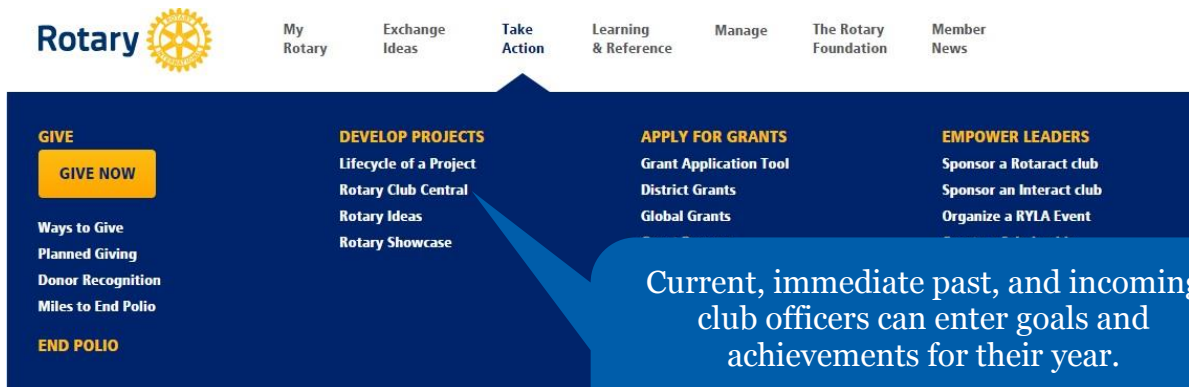 Rotary
My
Rotary
Exchange
Ideas
Take
Action
Learning
& Reference
Manage
The Rotary
Foundation
Member
News
GIVE
GIVE NOW
Ways to Give
Planned Giving
Donor Recognition
Miles to End Polio
END POLIO
DEVELOP PROJECTS
Lifecycle of a Project
Rotary Club Central
Rotary Ideas
Rotary Showcase
APPLY FOR GRANTS
Grant Application Tool
District Grants
Global Grants
EMPOWER LEADERS
Sponsor a Rotaract club
Sponsor an Interact club
Organize a RYLA Event
Current, immediate past, and incoming
club officers can enter goals and
achievements for their year.